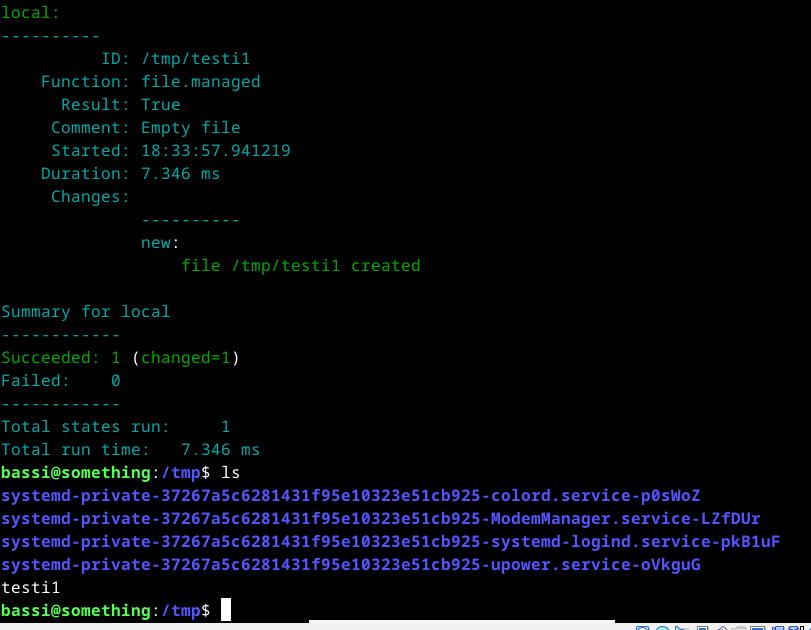 local:
----------
          ID: /tmp/testi1
    Function: file.managed
      Result: True
     Comment: Empty file
     Started: 18:33:57.941219
    Duration: 7.346 ms
     Changes:
              ----------
              new:
                  file /tmp/testi1 created

Summary for local
------------
Succeeded: 1 (changed=1)
Failed:    0
------------
Total states run:     1
Total run time:   7.346 ms
bassi@something:/tmp$ ls
systemd-private-37267a5c6281431f95e10323e51cb925-colord.service-p0sWoZ
systemd-private-37267a5c6281431f95e10323e51cb925-ModemManager.service-LZfDUr
systemd-private-37267a5c6281431f95e10323e51cb925-systemd-logind.service-pkB1uF
systemd-private-37267a5c6281431f95e10323e51cb925-upower.service-oVkguG
testi1
bassi@something:/tmp$